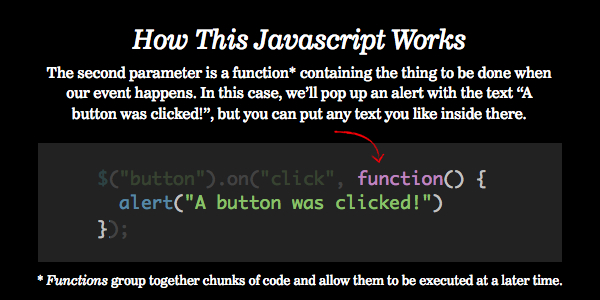 How This Javascript Works
The second parameter is a function* containing the thing to be done when
our event happens. In this case, we’ll pop up an alert with the text “A
button was clicked!”, but you can put any text you like inside there.
$("button").on("click", function() {
  alert("A button was clicked!")
});
* Functions group together chunks of code and allow them to be executed at a later time.